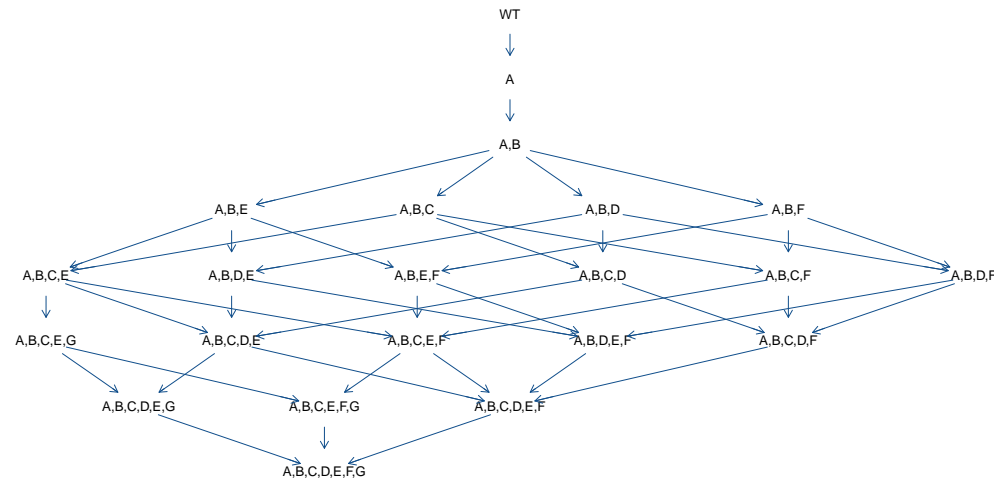 WT
A
A,B
A,B,E
A,B,C
A,B,D
A,B,F
A,B,C,E
A,B,D,E
A,B,E,F
A,B,C,D
A,B,C,F
A,B,D,F
A,B,C,E,G
A,B,C,D,E
A,B,C,E,F
A,B,D,E,F
A,B,C,D,F
A,B,C,D,E,G
A,B,C,E,F,G
A,B,C,D,E,F
A,B,C,D,E,F,G